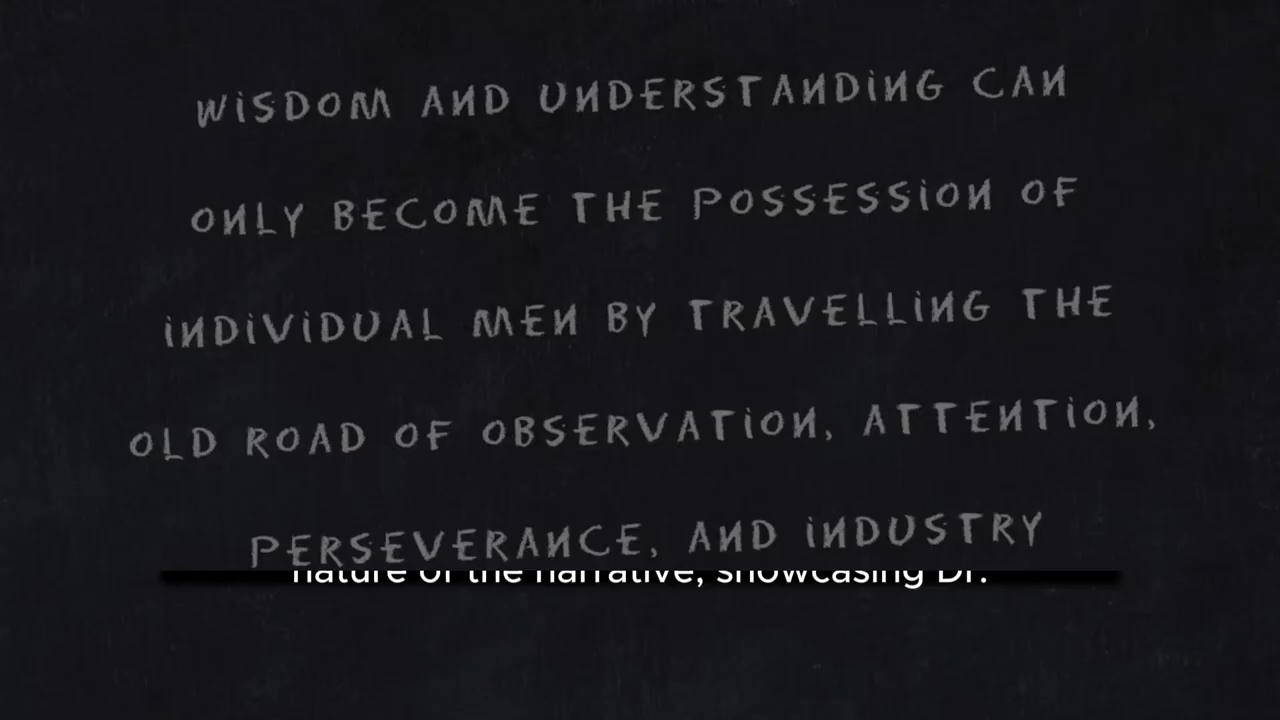 WISDOM AND UNDERSTANDING CAN
ONLY BECOME THE POSSESSION OF
INDIVIDUAL MEN BY TRAVELLING THE
OLD ROAD OF OBSERVATION, ATTENTION,
PERSEVERANCE, AND INDUSTRY
nature of the narrative, showcasing Dr.